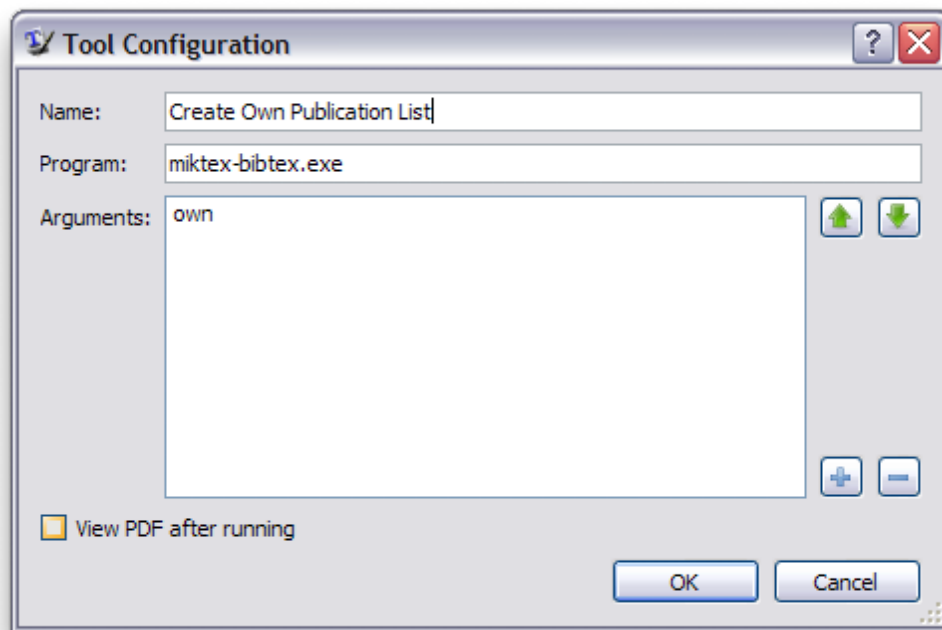 Tool Configuration
Name: Create Own Publication List
Program: miktex-bibtex.exe
Arguments: own
View PDF after running
OK Cancel